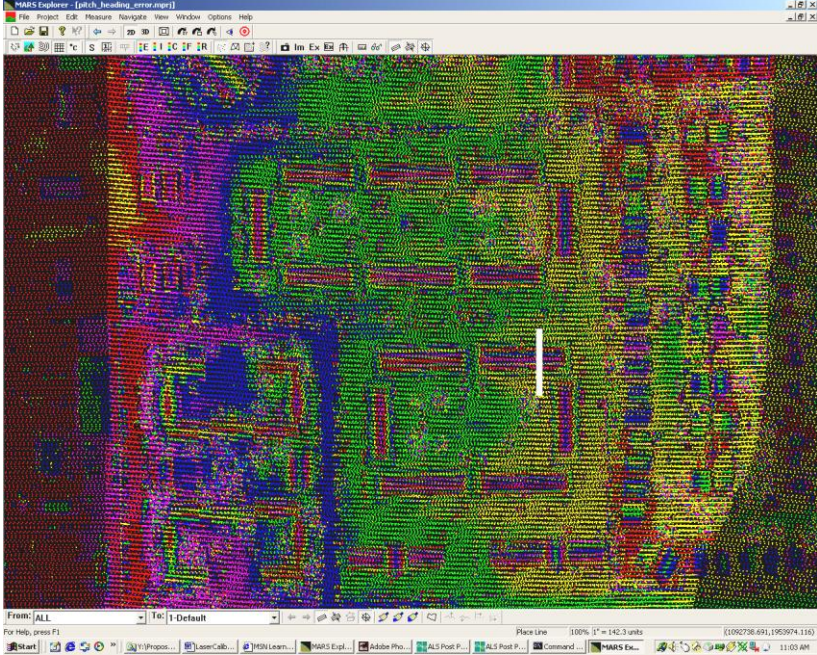 MARS Explorer - [pitch_heading_error.mprj]
File Project Edit Measure Navigate View Window Options Help
2D 3D
S E I C F R Im Ex
From: ALL To: 1-Default
For Help, press F1 Place Line 100% 1" = 142.3 units (1092738.691,1953974.116)
Start Y:\Propos... LaserCalib... MSN Learn... MARS Expl... Adobe Pho... ALS Post P... ALS Post P... Command ... MARS Ex... 11:03 AM